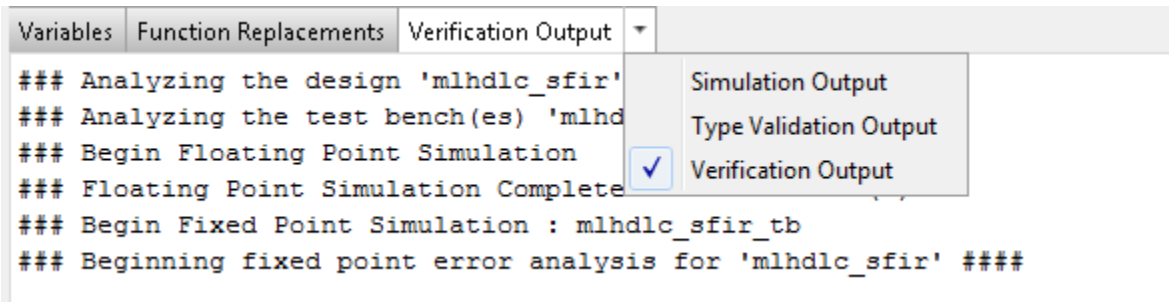 Variables Function Replacements Verification Output
### Analyzing the design 'mlhdlc_sfir'
### Analyzing the test bench(es) 'mlhd
### Begin Floating Point Simulation
### Floating Point Simulation Complete
### Begin Fixed Point Simulation : mlhdlc_sfir_tb
### Beginning fixed point error analysis for 'mlhdlc_sfir' ####
Simulation Output
Type Validation Output
✓ Verification Output